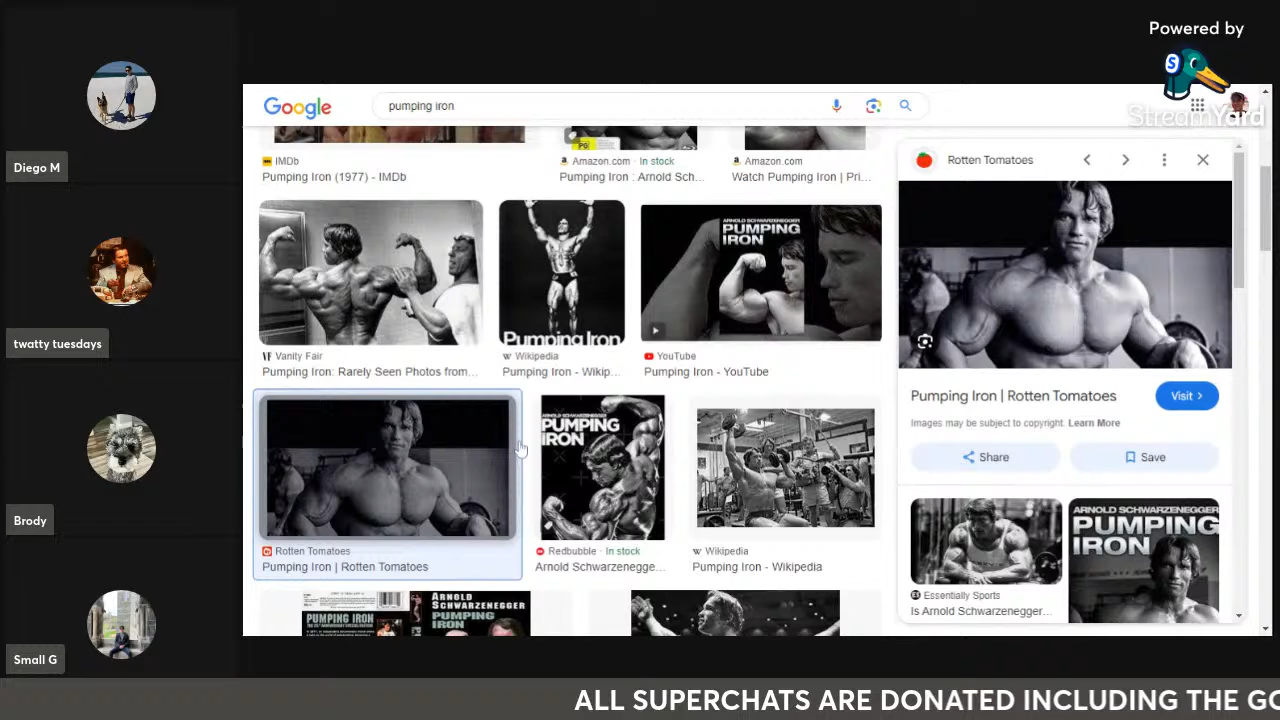 Powered by
S
StreamYard
Diego M
twatty tuesdays
Brody
Small G
Google
pumping iron
IMDb
Pumping Iron (1977) - IMDb
PG
Amazon.com · In stock
Pumping Iron : Arnold Sch...
Amazon.com
Watch Pumping Iron | Pri...
Vanity Fair
Pumping Iron: Rarely Seen Photos from...
Pumping Iron
Wikipedia
Pumping Iron - Wikip...
ARNOLD SCHWARZENEGGER
PUMPING
IRON
YouTube
Pumping Iron - YouTube
Rotten Tomatoes
Pumping Iron | Rotten Tomatoes
ARNOLD SCHWARZENEGGER
PUMPING
IRON
Redbubble · In stock
Arnold Schwarzenegge...
Wikipedia
Pumping Iron - Wikipedia
PUMPING IRON
ARNOLD
SCHWARZENEGGER
PUMPING
Rotten Tomatoes
Pumping Iron | Rotten Tomatoes
Visit
Images may be subject to copyright. Learn More
Share
Save
Essentially Sports
Is Arnold Schwarzenegger...
ARNOLD SCHWARZENEGGER
PUMPING
IRON
ALL SUPERCHATS ARE DONATED INCLUDING THE GO